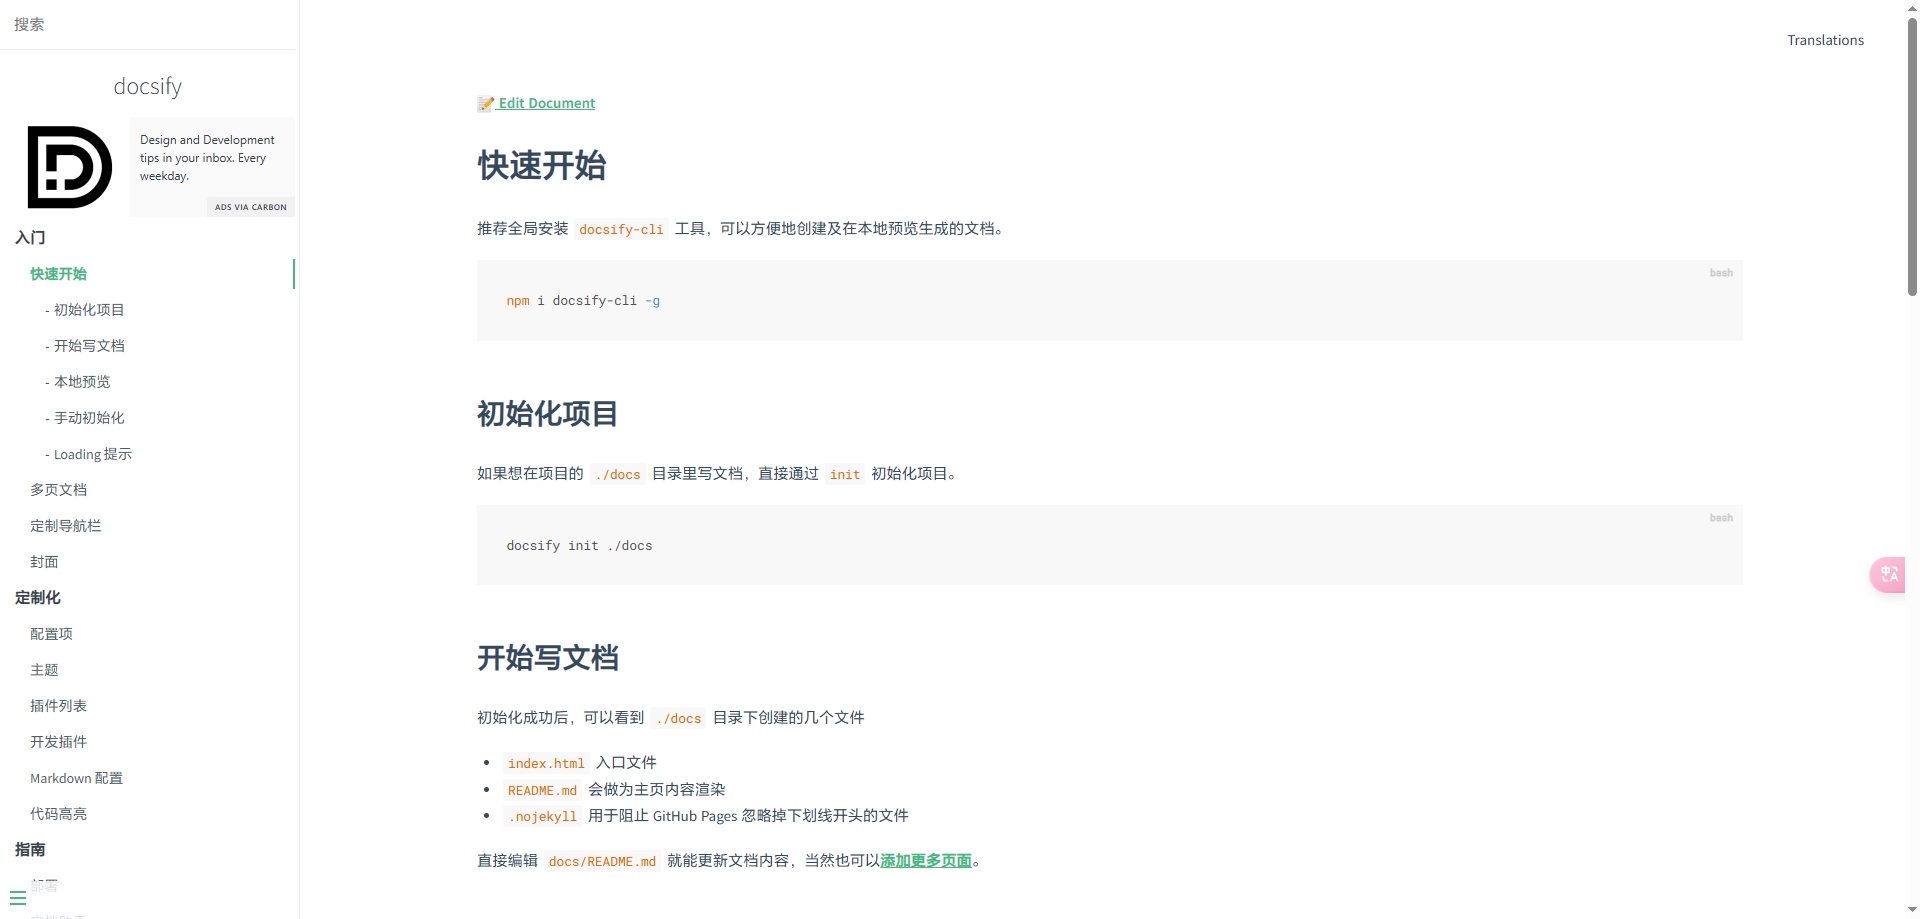 搜索
docsify
Design and Development
tips in your inbox. Every
weekday.
ADS VIA CARBON
入门
快速开始
- 初始化项目
- 开始写文档
- 本地预览
- 手动初始化
- Loading 提示
多页文档
定制导航栏
封面
定制化
配置项
主题
插件列表
开发插件
Markdown 配置
代码高亮
指南
部署
Translations
📝 Edit Document
快速开始
推荐全局安装 docsify-cli 工具，可以方便地创建及在本地预览生成的文档。
bash
npm i docsify-cli -g
初始化项目
如果想在项目的 ./docs 目录里写文档，直接通过 init 初始化项目。
bash
docsify init ./docs
开始写文档
初始化成功后，可以看到 ./docs 目录下创建的几个文件
• index.html 入口文件
• README.md 会做为主页内容渲染
• .nojekyll 用于阻止 GitHub Pages 忽略掉下划线开头的文件
直接编辑 docs/README.md 就能更新文档内容，当然也可以添加更多页面。